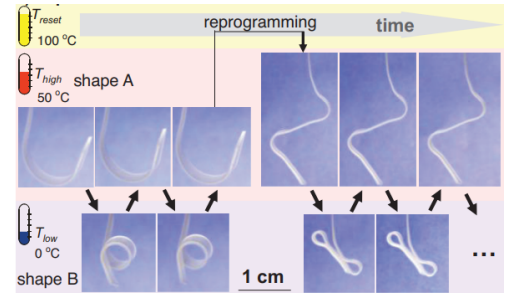 T_reset
100 °C
reprogramming
time
T_high
50 °C
shape A
T_low
0 °C
shape B
1 cm
...